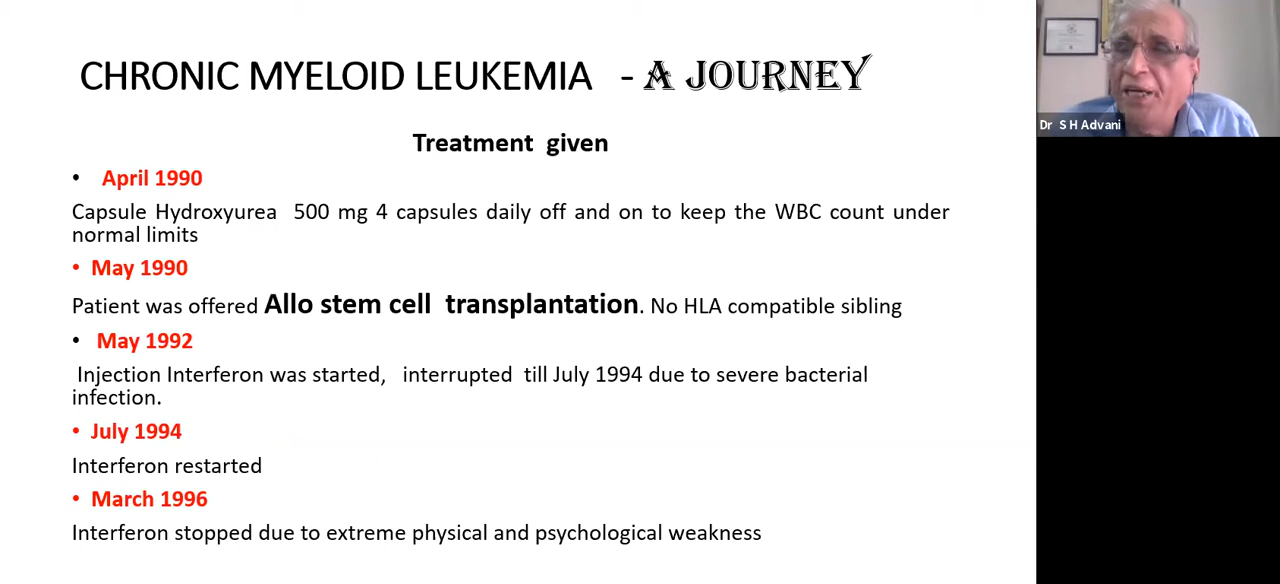 CHRONIC MYELOID LEUKEMIA - A JOURNEY
Treatment given
• April 1990
Capsule Hydroxyurea 500 mg 4 capsules daily off and on to keep the WBC count under
normal limits
• May 1990
Patient was offered Allo stem cell transplantation. No HLA compatible sibling
• May 1992
Injection Interferon was started, interrupted till July 1994 due to severe bacterial
infection.
• July 1994
Interferon restarted
• March 1996
Interferon stopped due to extreme physical and psychological weakness
Dr S H Advani